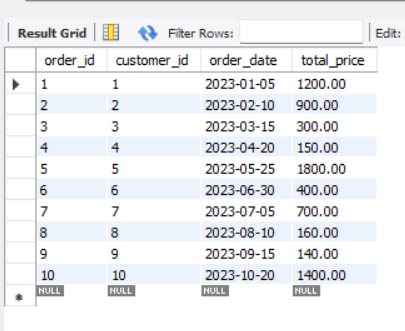 Result Grid Filter Rows: Edit:
order_id customer_id order_date total_price
1 1 2023-01-05 1200.00
2 2 2023-02-10 900.00
3 3 2023-03-15 300.00
4 4 2023-04-20 150.00
5 5 2023-05-25 1800.00
6 6 2023-06-30 400.00
7 7 2023-07-05 700.00
8 8 2023-08-10 160.00
9 9 2023-09-15 140.00
10 10 2023-10-20 1400.00
NULL NULL NULL NULL